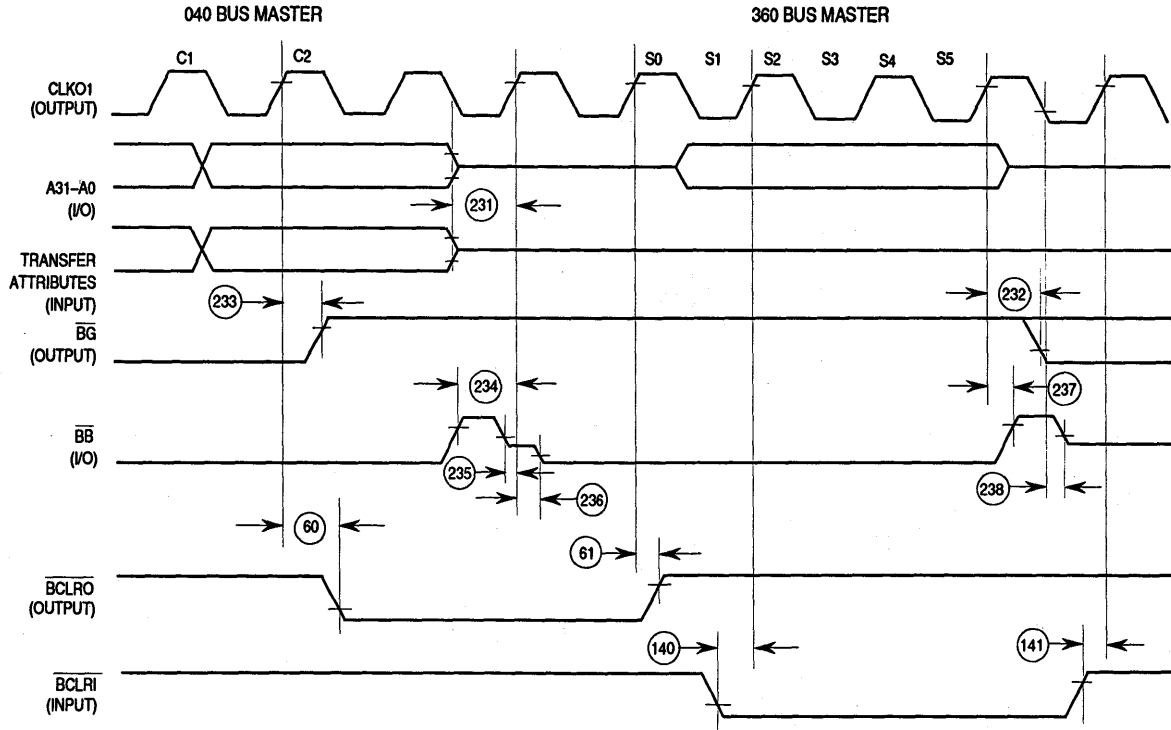 040 BUS MASTER
360 BUS MASTER
C1
C2
S0
S1
S2
S3
S4
S5
CLKO1
(OUTPUT)
A31–A0
(I/O)
231
TRANSFER
ATTRIBUTES
(INPUT)
233
232
BG
(OUTPUT)
234
237
BB
(I/O)
235
236
238
60
61
BCLRO
(OUTPUT)
140
141
BCLRI
(INPUT)